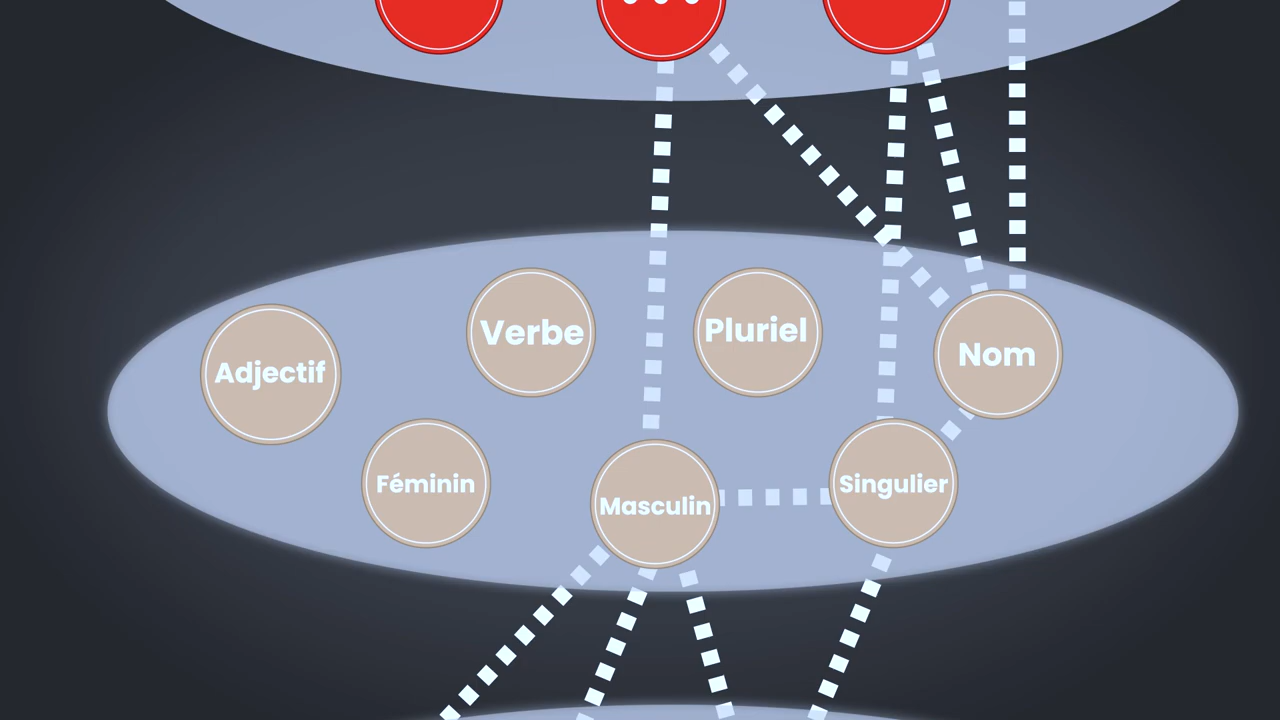 Adjectif
Verbe
Pluriel
Nom
Féminin
Masculin
Singulier